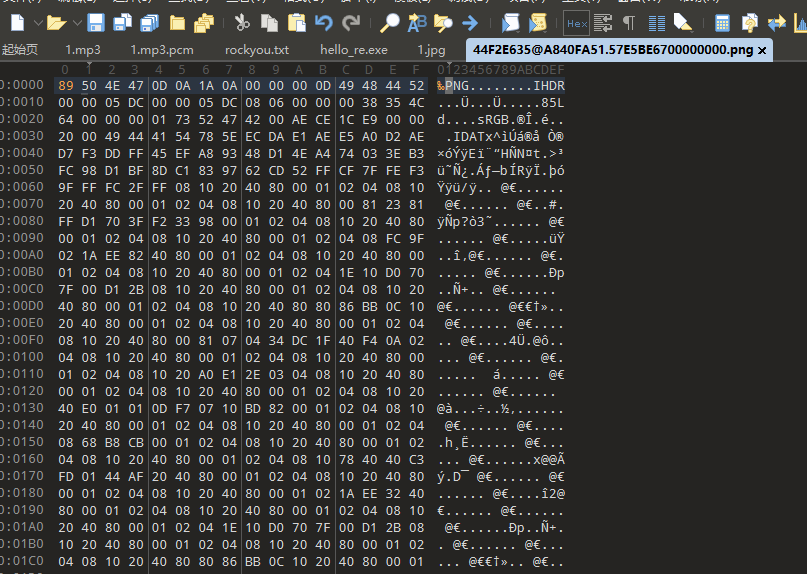 Hex
起始页 1.mp3 1.mp3.pcm rockyou.txt hello_re.exe 1.jpg 44F2E635@A840FA51.57E5BE6700000000.png ×
0 1 2 3 4 5 6 7 8 9 A B C D E F 0123456789ABCDEF
0:0000 89 50 4E 47 0D 0A 1A 0A 00 00 00 0D 49 48 44 52 ‰PNG........IHDR
0:0010 00 00 05 DC 00 00 05 DC 08 06 00 00 00 38 35 4C ...Ü...Ü.....85L
0:0020 64 00 00 00 01 73 52 47 42 00 AE CE 1C E9 00 00 d....sRGB.®Î.é..
0:0030 20 00 49 44 41 54 78 5E EC DA E1 AE E5 A0 D2 AE  .IDATx^ìÚá®å Ò®
0:0040 D7 F3 DD FF 45 EF A8 93 48 D1 4E A4 74 03 3E B3 ×óÝÿEï¨“HÑN¤t.>³
0:0050 FC 98 D1 BF 8D C1 83 97 62 CD 52 FF CF 7F FE F3 ü˜Ñ¿.Áƒ—bÍRÿÏ.þó
0:0060 9F FF FC 2F FF 08 10 20 40 80 00 01 02 04 08 10 Ÿÿü/ÿ.. @€......
0:0070 20 40 80 00 01 02 04 08 10 20 40 80 00 81 23 81  @€...... @€..#.
0:0080 FF D1 70 3F F2 33 98 00 01 02 04 08 10 20 40 80 ÿÑp?ò3˜...... @€
0:0090 00 01 02 04 08 10 20 40 80 00 01 02 04 08 FC 9F ...... @€.....üŸ
0:00A0 02 1A EE 82 40 80 00 01 02 04 08 10 20 40 80 00 ..î‚@€...... @€.
0:00B0 01 02 04 08 10 20 40 80 00 01 02 04 1E 10 D0 70 ..... @€......Ðp
0:00C0 7F 00 D1 2B 08 10 20 40 80 00 01 02 04 08 10 20 ..Ñ+.. @€...... 
0:00D0 40 80 00 01 02 04 08 10 20 40 80 80 86 BB 0C 10 @€...... @€€†»..
0:00E0 20 40 80 00 01 02 04 08 10 20 40 80 00 01 02 04  @€...... @€....
0:00F0 08 10 20 40 80 00 81 07 04 34 DC 1F 40 F4 0A 02 .. @€....4Ü.@ô..
0:0100 04 08 10 20 40 80 00 01 02 04 08 10 20 40 80 00 ... @€...... @€.
0:0110 01 02 04 08 10 20 A0 E1 2E 03 04 08 10 20 40 80 .....  á..... @€
0:0120 00 01 02 04 08 10 20 40 80 00 01 02 04 08 10 20 ...... @€...... 
0:0130 40 E0 01 01 0D F7 07 10 BD 82 00 01 02 04 08 10 @à...÷..½‚......
0:0140 20 40 80 00 01 02 04 08 10 20 40 80 00 01 02 04  @€...... @€....
0:0150 08 68 B8 CB 00 01 02 04 08 10 20 40 80 00 01 02 .h¸Ë...... @€...
0:0160 04 08 10 20 40 80 00 01 02 04 08 10 78 40 40 C3 ... @€......x@@Ã
0:0170 FD 01 44 AF 20 40 80 00 01 02 04 08 10 20 40 80 ý.D¯ @€...... @€
0:0180 00 01 02 04 08 10 20 40 80 00 01 02 1A EE 32 40 ...... @€....î2@
0:0190 80 00 01 02 04 08 10 20 40 80 00 01 02 04 08 10 €...... @€......
0:01A0 20 40 80 00 01 02 04 1E 10 D0 70 7F 00 D1 2B 08  @€......Ðp..Ñ+.
0:01B0 10 20 40 80 00 01 02 04 08 10 20 40 80 00 01 02 . @€...... @€...
0:01C0 04 08 10 20 40 80 80 86 BB 0C 10 20 40 80 00 01 ... @€€†».. @€..